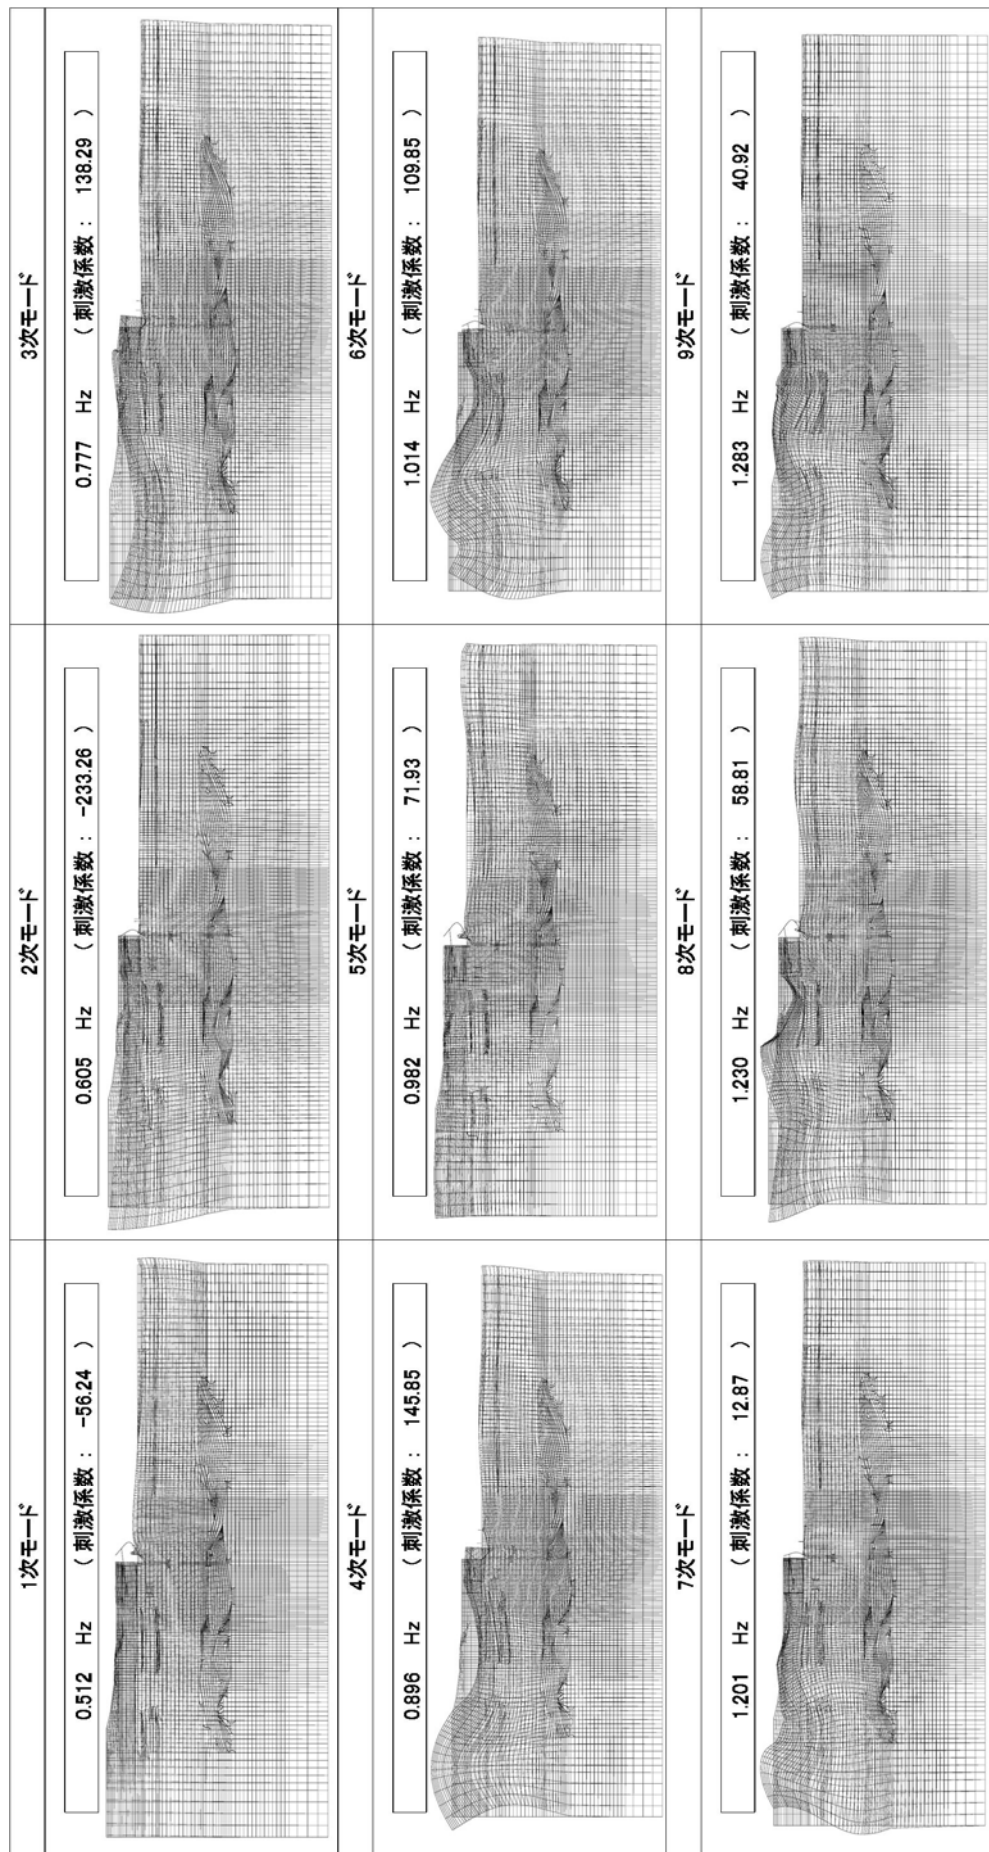 1次モード
0.512 Hz （刺激係数： -56.24 ）
2次モード
0.605 Hz （刺激係数： -233.26 ）
3次モード
0.777 Hz （刺激係数： 138.29 ）
4次モード
0.896 Hz （刺激係数： 145.85 ）
5次モード
0.982 Hz （刺激係数： 71.93 ）
6次モード
1.014 Hz （刺激係数： 109.85 ）
7次モード
1.201 Hz （刺激係数： 12.87 ）
8次モード
1.230 Hz （刺激係数： 58.81 ）
9次モード
1.283 Hz （刺激係数： 40.92 ）